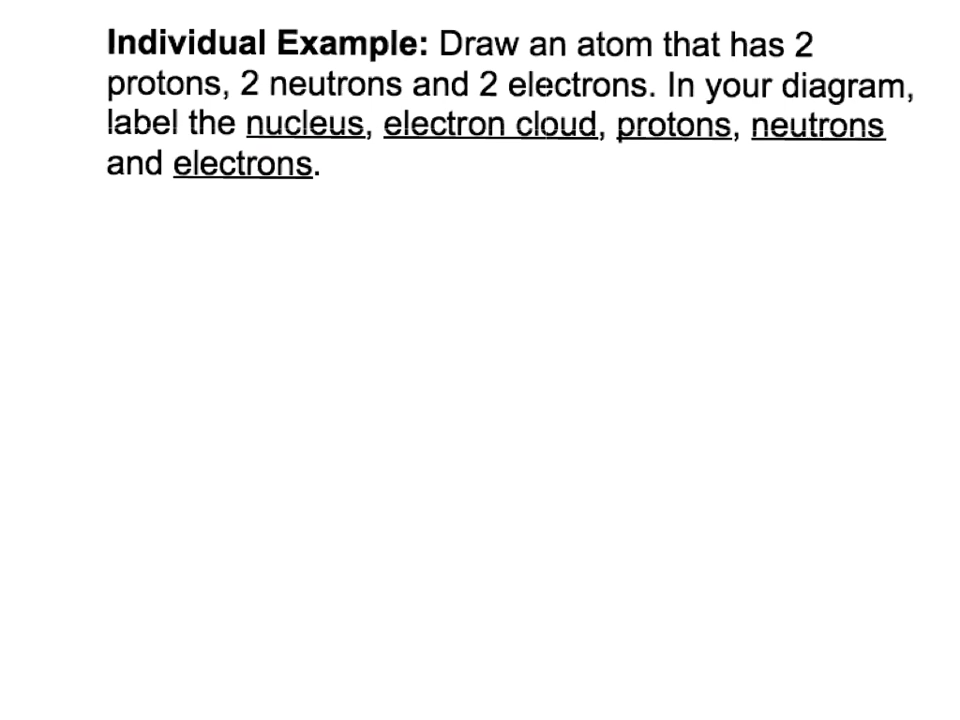 Individual Example: Draw an atom that has 2
protons, 2 neutrons and 2 electrons. In your diagram,
label the nucleus, electron cloud, protons, neutrons
and electrons.